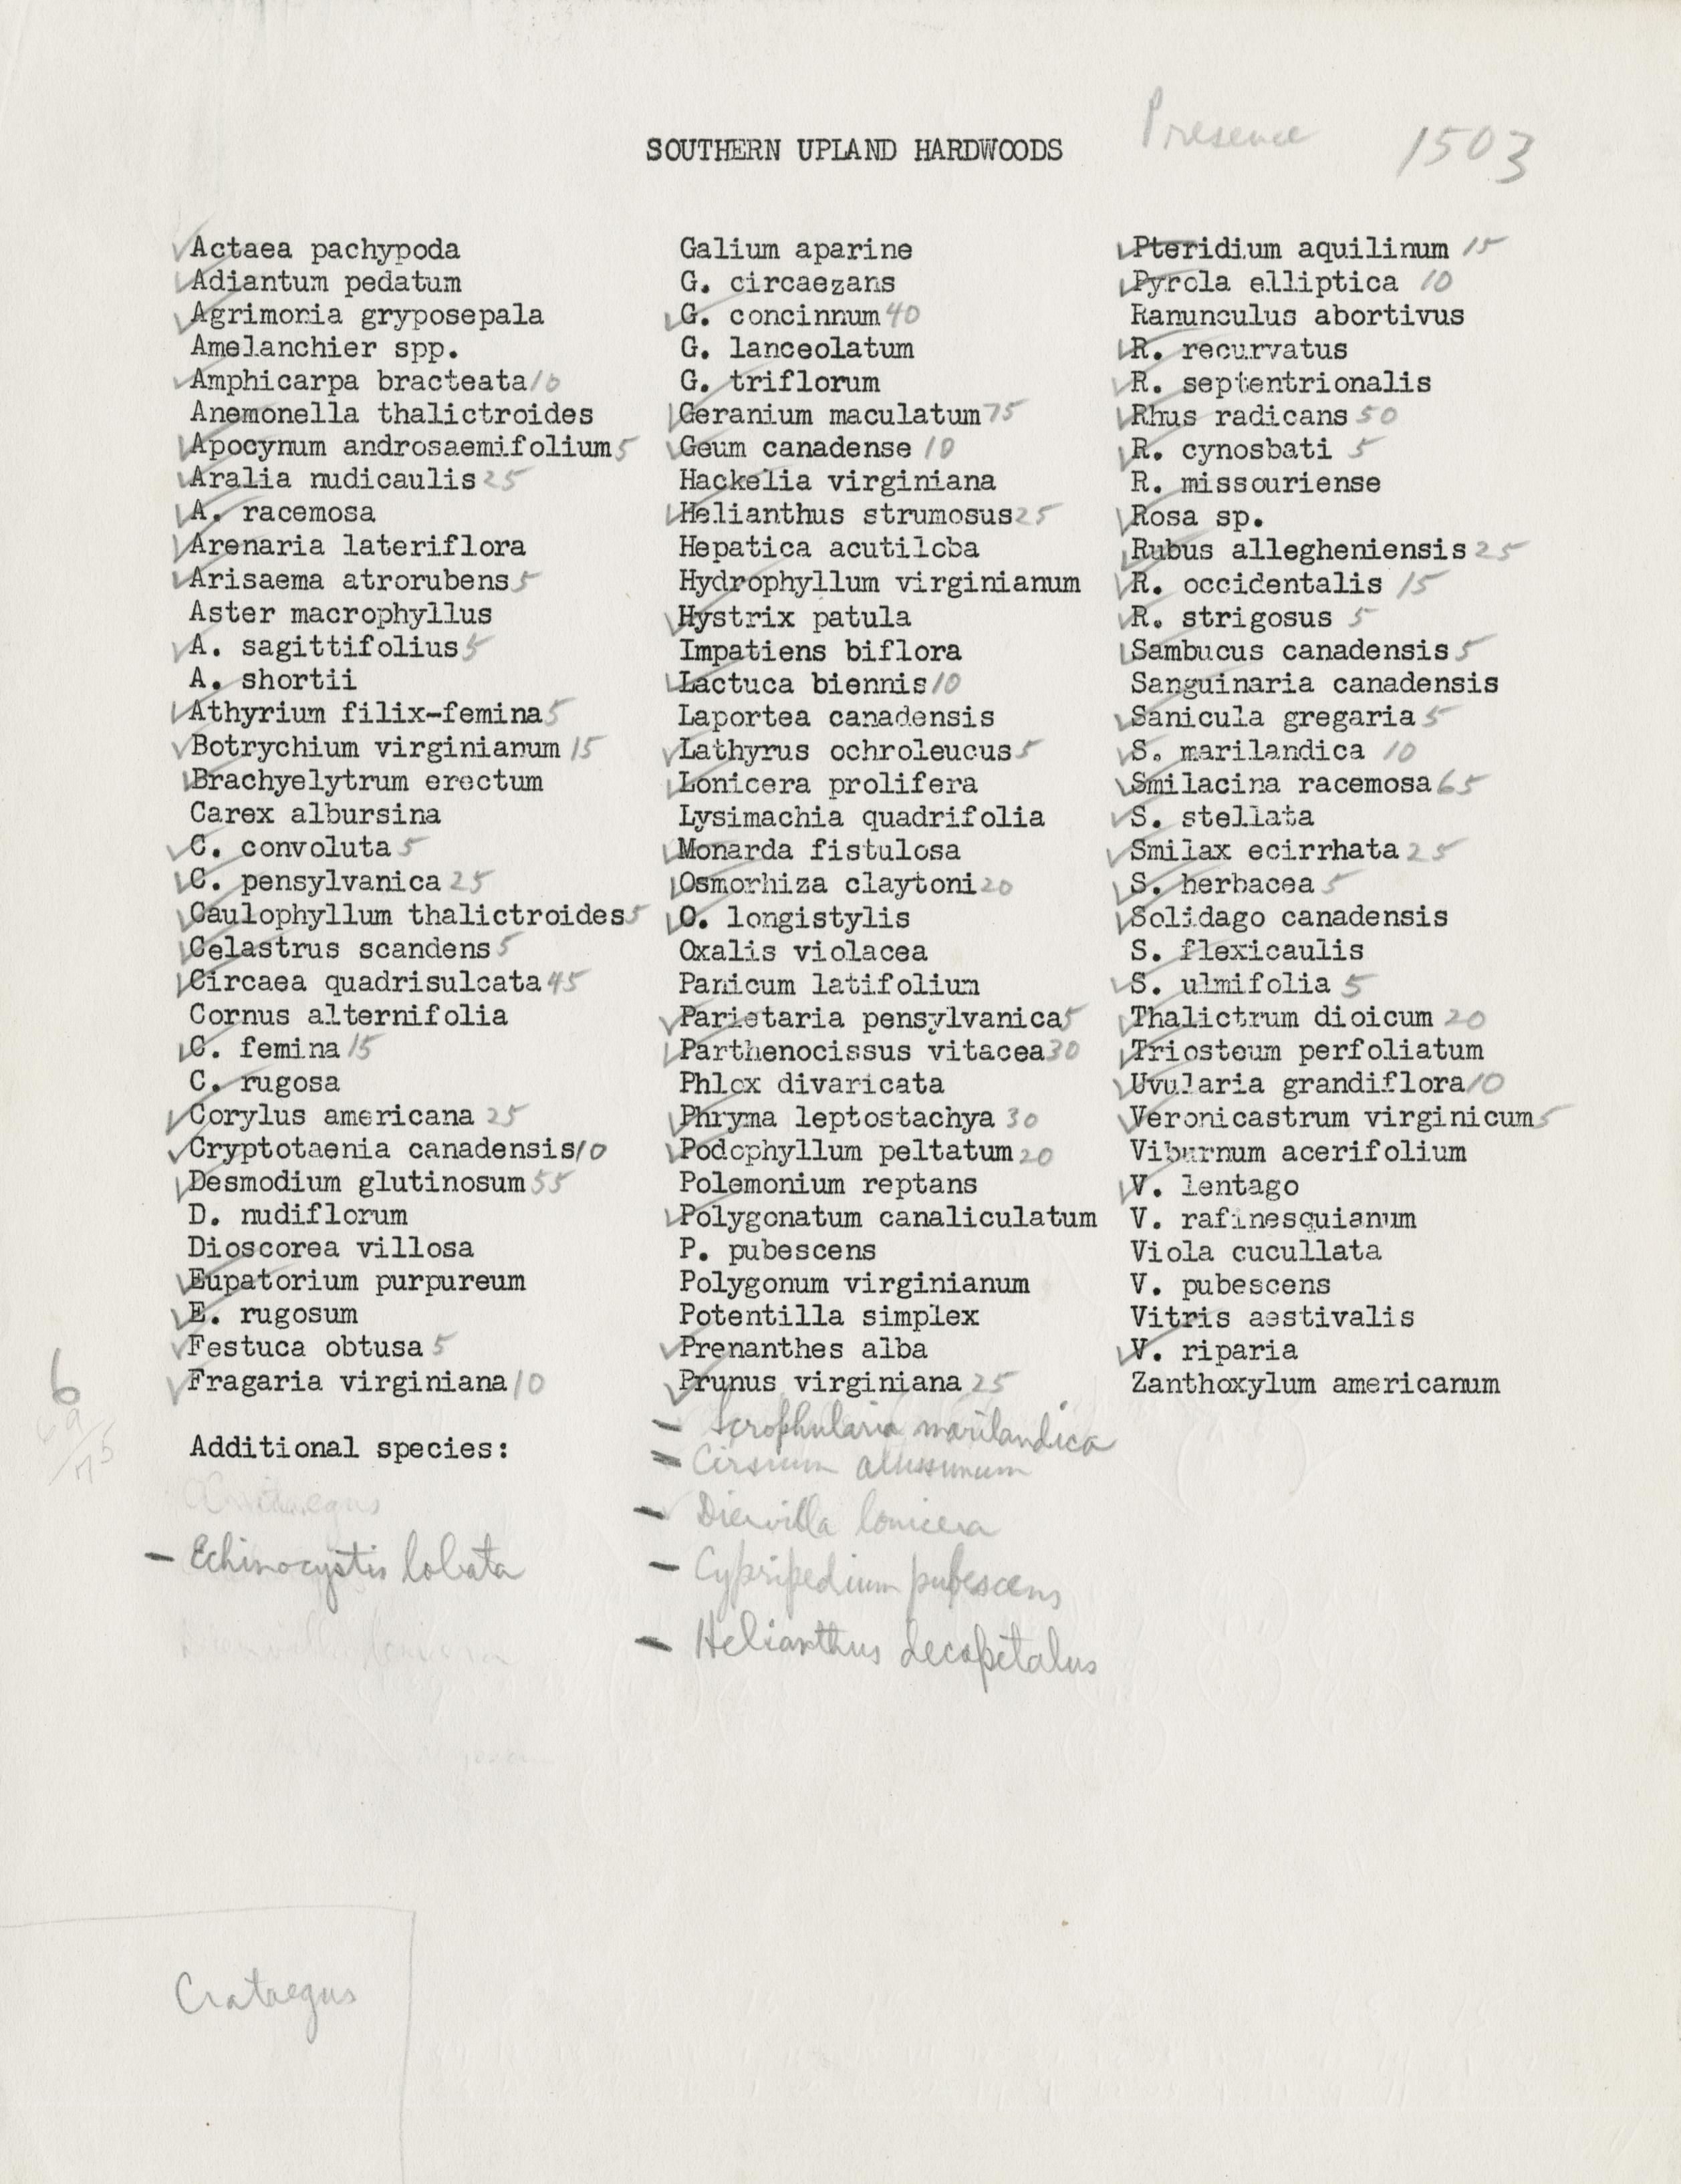 SOUTHERN UPLAND HARDWOODS
Presence
1503
✓Actaea pachypoda
✓Adiantum pedatum
✓Agrimonia gryposepala
Amelanchier spp.
✓Amphicarpa bracteata 10
Anemonella thalictroides
✓Apocynum androsaemifolium 5
✓Aralia nudicaulis 25
✓A. racemosa
✓Arenaria lateriflora
✓Arisaema atrorubens 5
Aster macrophyllus
✓A. sagittifolius 5
A. shortii
✓Athyrium filix-femina 5
✓Botrychium virginianum 15
✓Brachyelytrum erectum
Carex albursina
✓C. convoluta 5
✓C. pensylvanica 25
✓Caulophyllum thalictroides 5
✓Celastrus scandens 5
✓Circaea quadrisulcata 45
Cornus alternifolia
✓C. femina 15
C. rugosa
✓Corylus americana 25
✓Cryptotaenia canadensis 10
✓Desmodium glutinosum 55
D. nudiflorum
Dioscorea villosa
✓Eupatorium purpureum
✓E. rugosum
✓Festuca obtusa 5
✓Fragaria virginiana 10
6
Additional species:
- Echinocystis lobata
Galium aparine
G. circaezans
✓G. concinnum 40
G. lanceolatum
G. triflorum
✓Geranium maculatum 75
✓Geum canadense 10
Hackelia virginiana
✓Helianthus strumosus 25
Hepatica acutiloba
Hydrophyllum virginianum
✓Hystrix patula
Impatiens biflora
✓Lactuca biennis 10
Laportea canadensis
✓Lathyrus ochroleucus 5
✓Lonicera prolifera
Lysimachia quadrifolia
✓Monarda fistulosa
✓Osmorhiza claytoni 20
✓O. longistylis
Oxalis violacea
Panicum latifolium
✓Parietaria pensylvanica 5
✓Parthenocissus vitacea 30
Phlox divaricata
✓Phryma leptostachya 30
✓Podophyllum peltatum 20
Polemonium reptans
✓Polygonatum canaliculatum
P. pubescens
Polygonum virginianum
Potentilla simplex
✓Prenanthes alba
✓Prunus virginiana 25
- Scrophularia marilandica
- Cirsium altissimum
- Diervilla lonicera
- Cypripedium pubescens
- Helianthus decapitalus
✓Pteridium aquilinum 15
✓Pyrola elliptica 10
Ranunculus abortivus
✓R. recurvatus
✓R. septentrionalis
✓Rhus radicans 50
✓R. cynosbati 5
R. missouriense
✓Rosa sp.
✓Rubus allegheniensis 25
✓R. occidentalis 15
✓R. strigosus 5
✓Sambucus canadensis 5
Sanguinaria canadensis
✓Sanicula gregaria 5
✓S. marilandica 10
✓Smilacina racemosa 65
✓S. stellata
✓Smilax ecirrhata 25
✓S. herbacea 5
✓Solidago canadensis
S. flexicaulis
✓S. ulmifolia 5
✓Thalictrum dioicum 20
✓Triosteum perfoliatum
✓Uvularia grandiflora 10
✓Veronicastrum virginicum 5
Viburnum acerifolium
✓V. lentago
V. rafinesquianum
Viola cucullata
V. pubescens
Vitris aestivalis
✓V. riparia
Zanthoxylum americanum
Crataegus